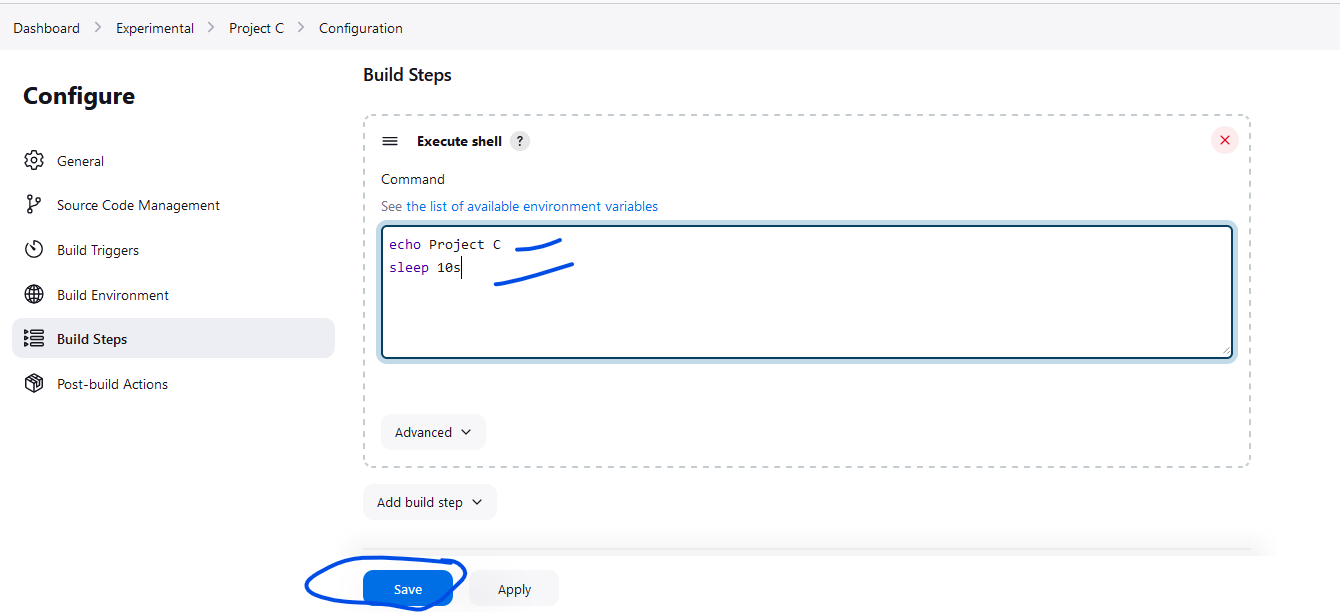 Dashboard > Experimental > Project C > Configuration
Configure
General
Source Code Management
Build Triggers
Build Environment
Build Steps
Post-build Actions
Build Steps
Execute shell ?
Command
See the list of available environment variables
echo Project C
sleep 10s
Advanced
Add build step
Save Apply